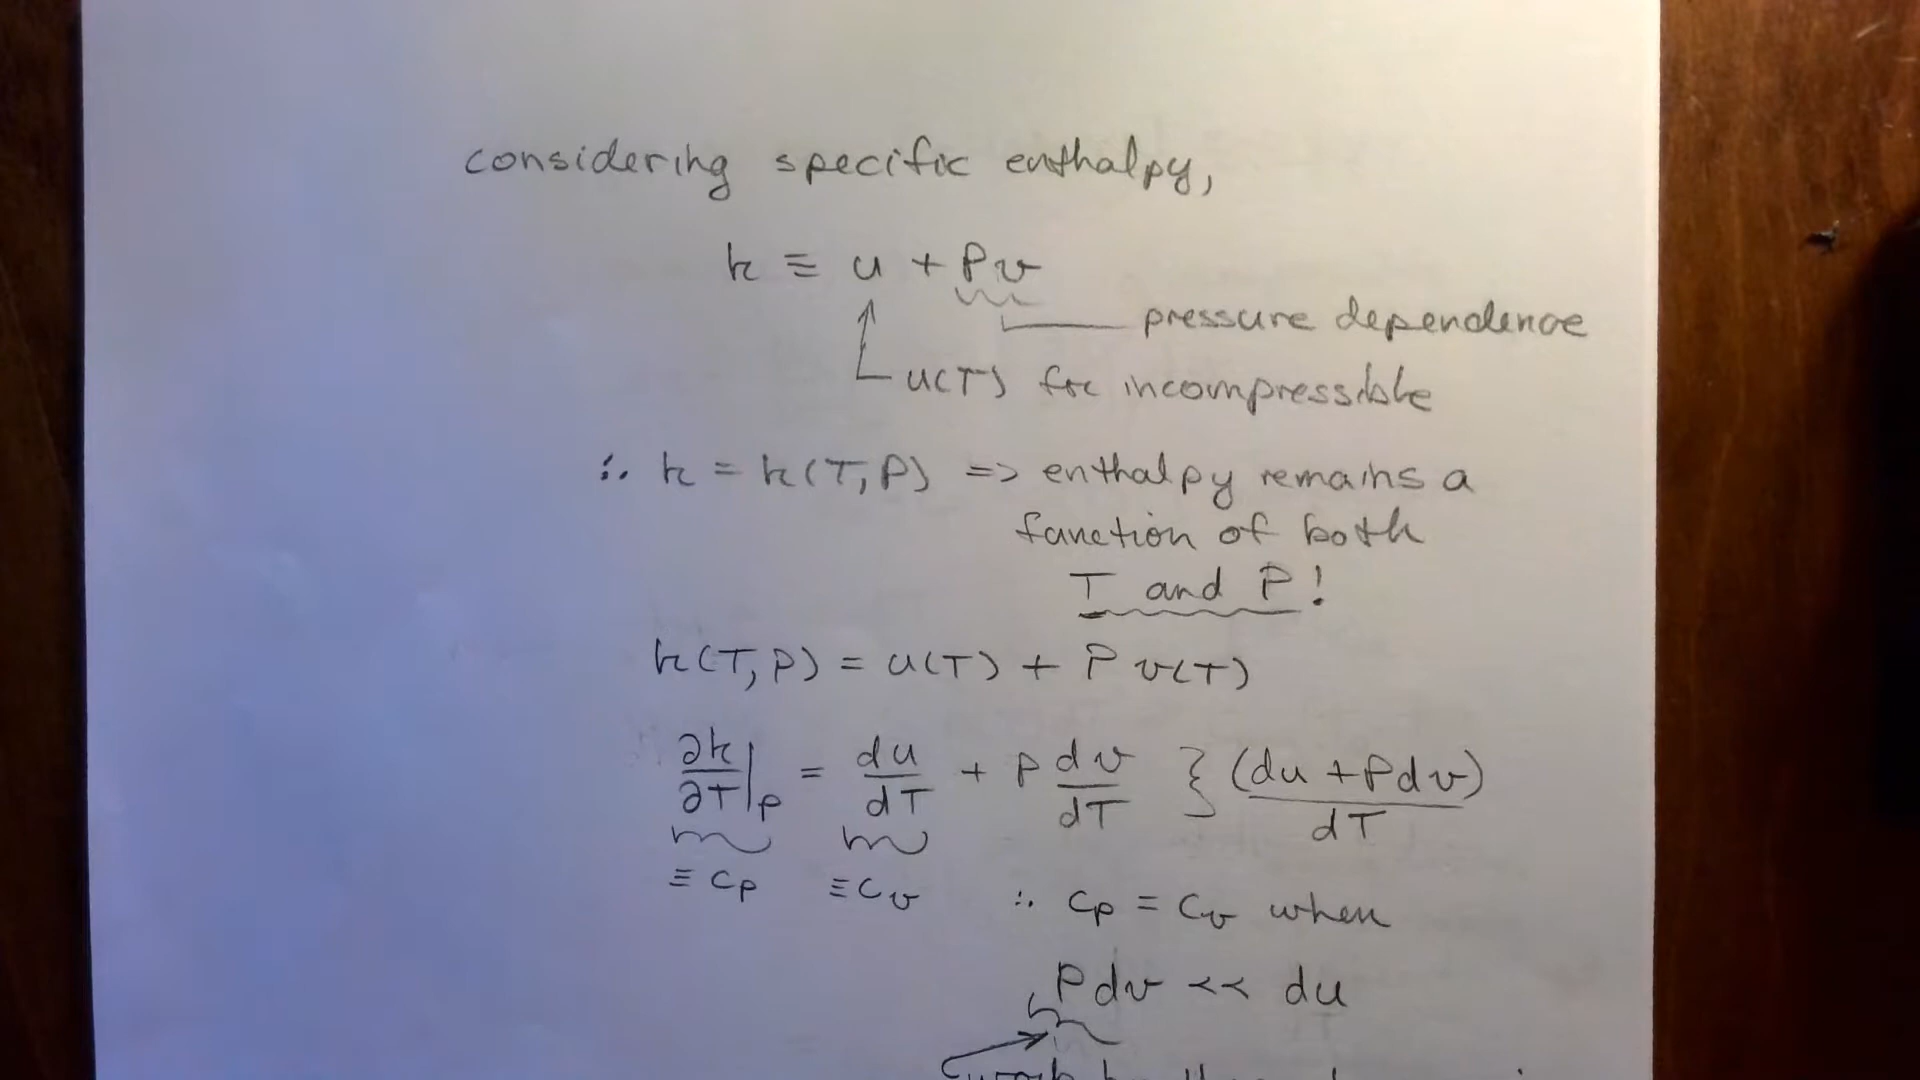 considering specific enthalpy,
h ≡ u + Pv
pressure dependence
u(T) for incompressible
∴ h = h(T,P) => enthalpy remains a
function of both
T and P!
h(T,P) = u(T) + P v(T)
∂h/∂T|p = du/dT + P dv/dT } (du + Pdv)/dT
≡ Cp ≡ Cv ∴ Cp = Cv when
Pdv << du